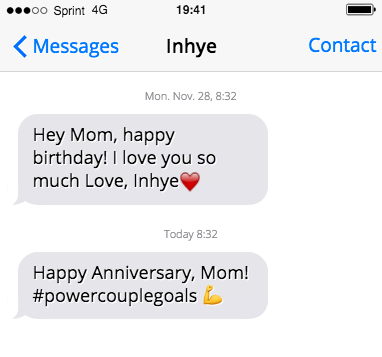 Sprint 4G 19:41
Messages Inhye Contact
Mon. Nov. 28, 8:32
Hey Mom, happy
birthday! I love you so
much Love, Inhye❤️
Today 8:32
Happy Anniversary, Mom!
#powercouplegoals 💪